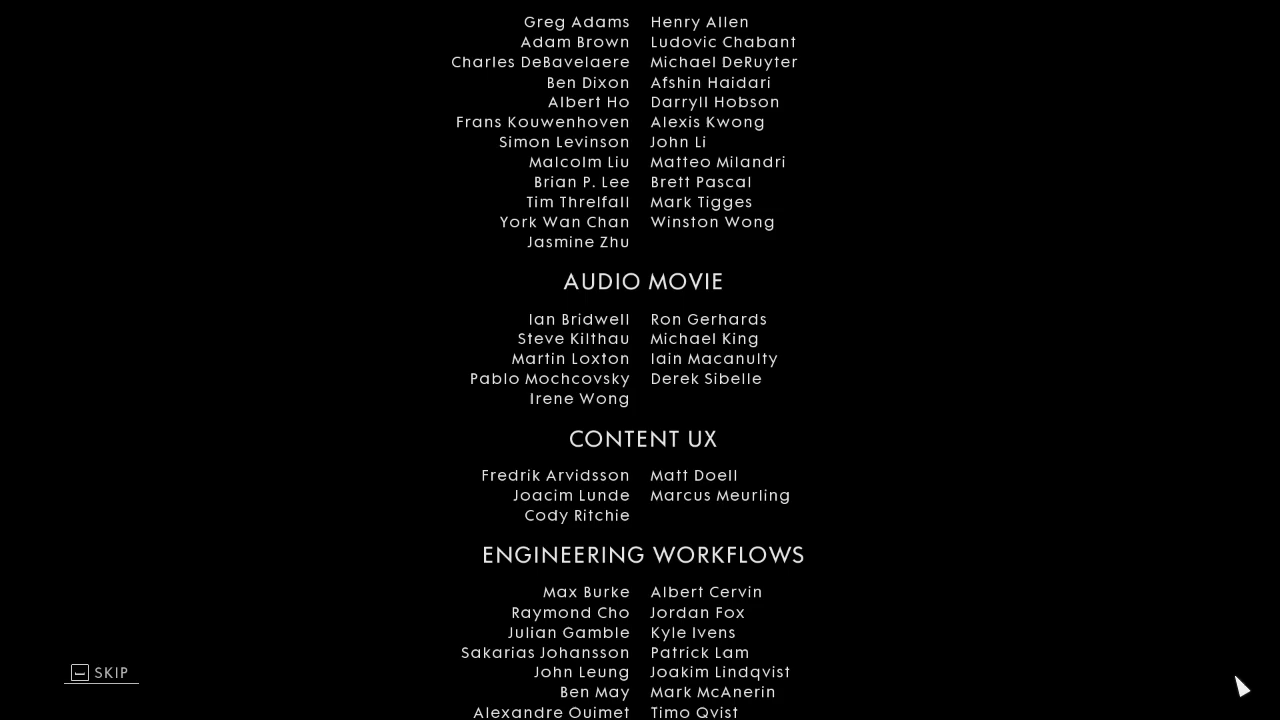 Greg Adams Henry Allen
Adam Brown Ludovic Chabant
Charles DeBavelaere Michael DeRuyter
Ben Dixon Afshin Haidari
Albert Ho Darryll Hobson
Frans Kouwenhoven Alexis Kwong
Simon Levinson John Li
Malcolm Liu Matteo Milandri
Brian P. Lee Brett Pascal
Tim Threlfall Mark Tigges
York Wan Chan Winston Wong
Jasmine Zhu
AUDIO MOVIE
Ian Bridwell Ron Gerhards
Steve Kilthau Michael King
Martin Loxton Iain Macanulty
Pablo Mochcovsky Derek Sibelle
Irene Wong
CONTENT UX
Fredrik Arvidsson Matt Doell
Joacim Lunde Marcus Meurling
Cody Ritchie
ENGINEERING WORKFLOWS
Max Burke Albert Cervin
Raymond Cho Jordan Fox
Julian Gamble Kyle Ivens
Sakarias Johansson Patrick Lam
John Leung Joakim Lindqvist
Ben May Mark McAnerin
Alexandre Ouimet Timo Qvist
SKIP